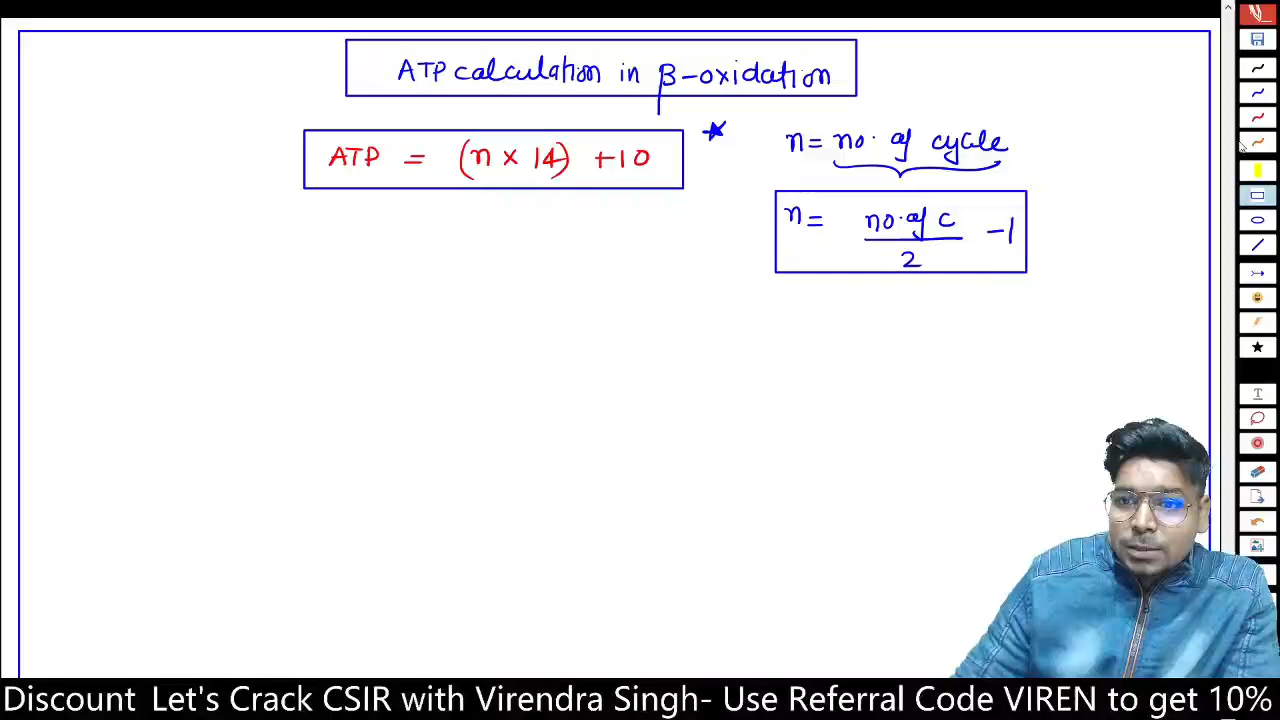 ATP calculation in β-oxidation
ATP = (n × 14) +10
n= no. of cycle
n= no. of c / 2 -1
Discount Let's Crack CSIR with Virendra Singh- Use Referral Code VIREN to get 10%